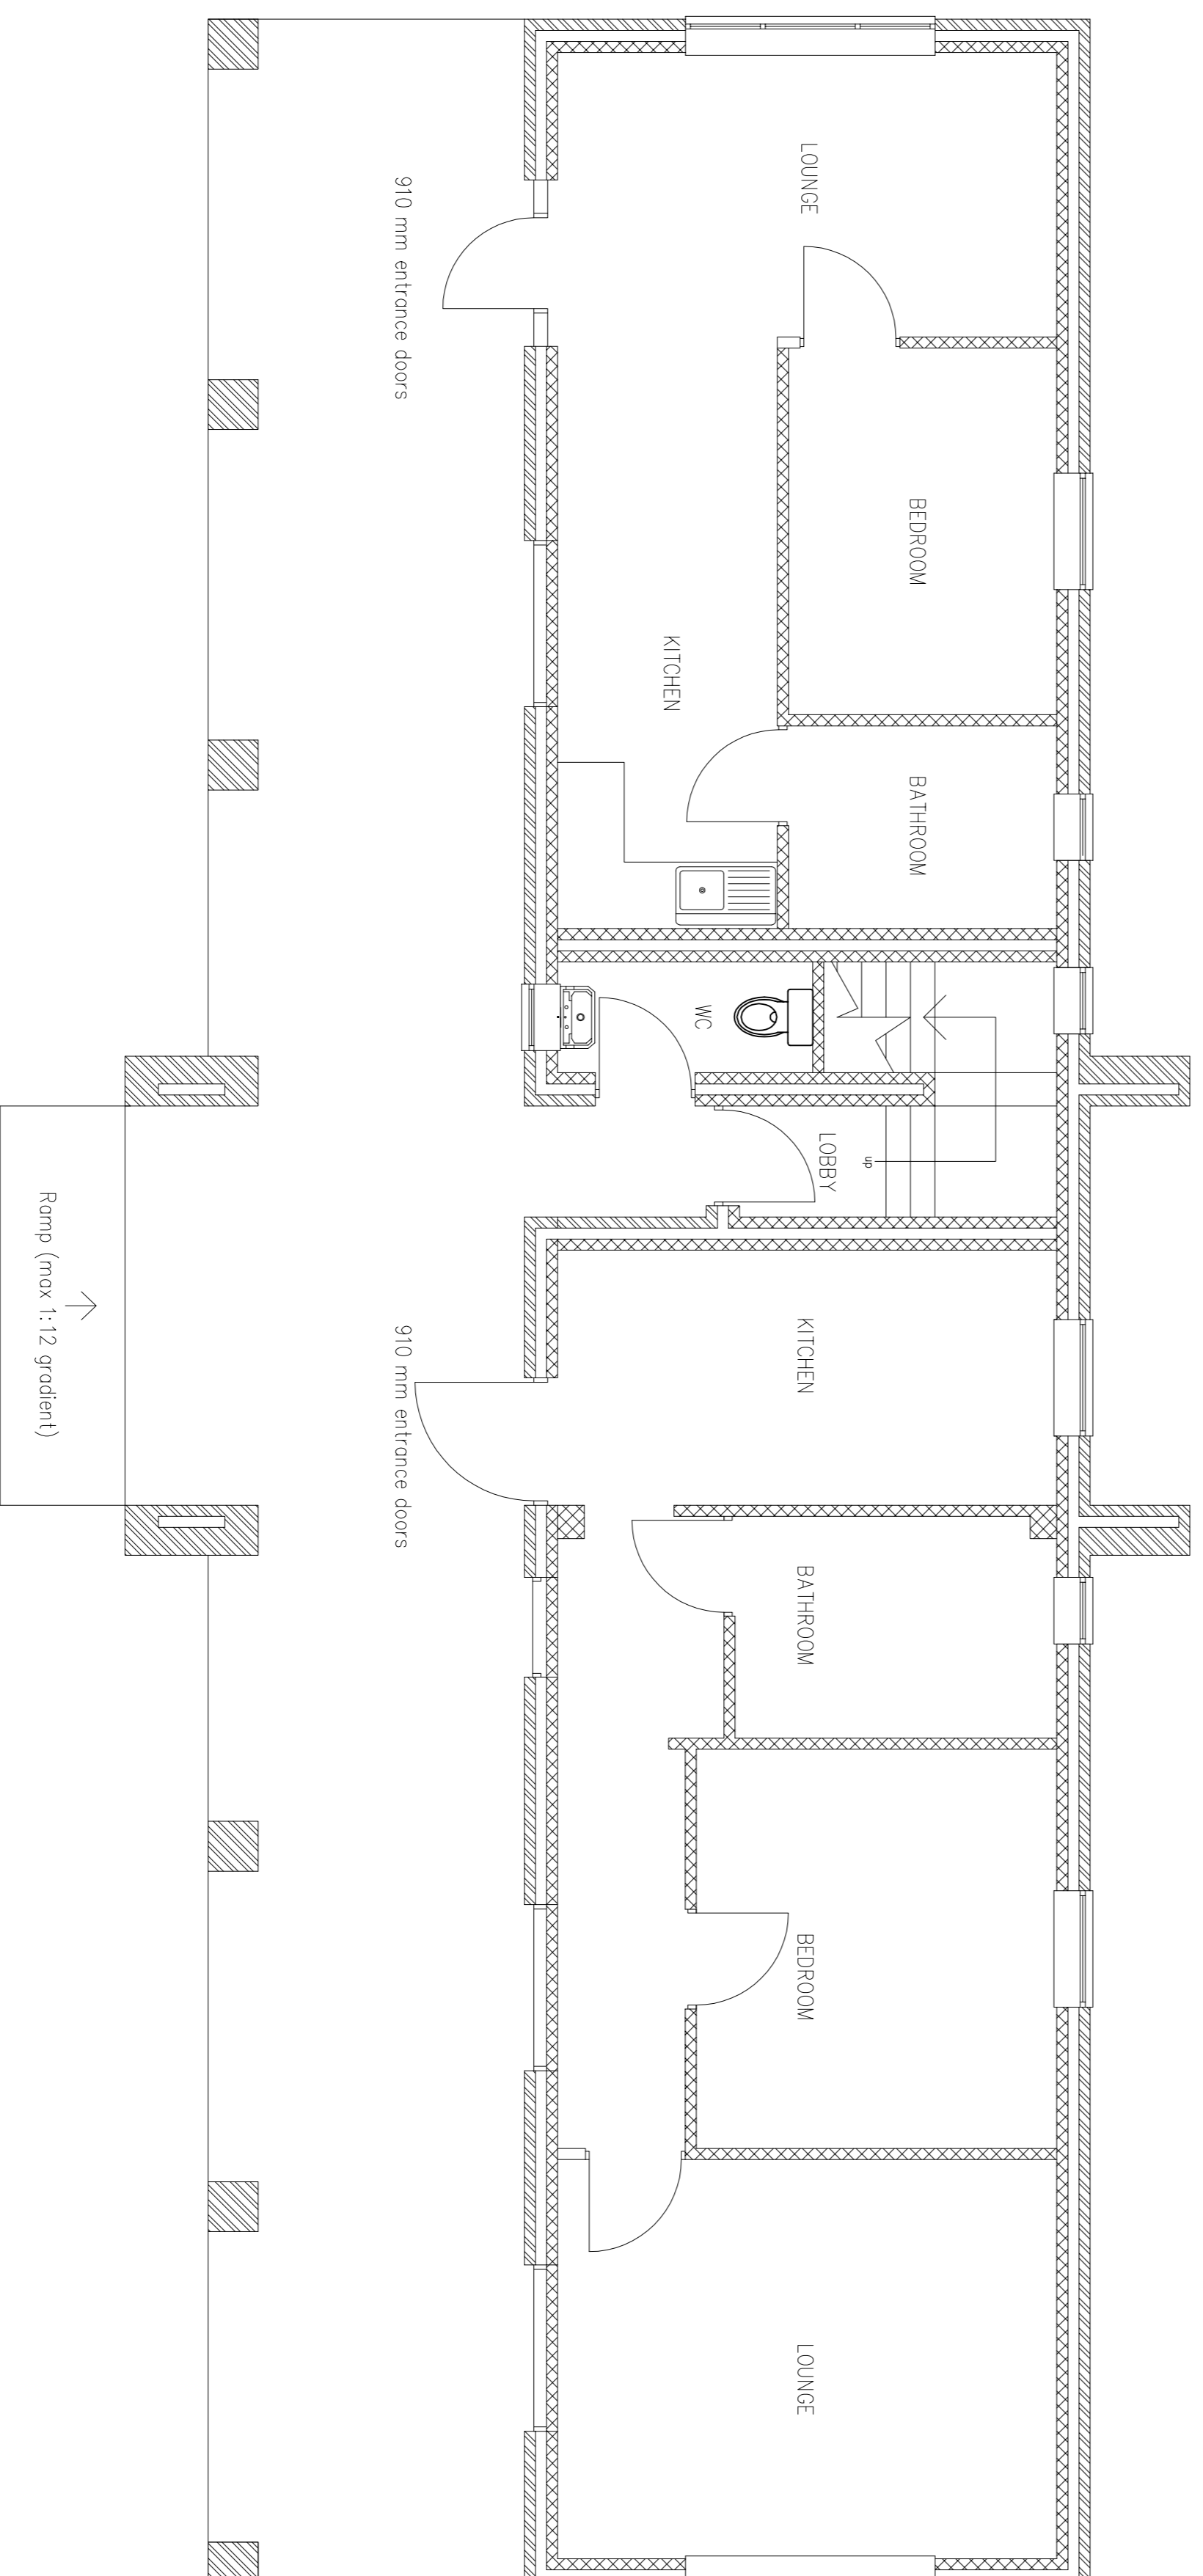 LOUNGE
BEDROOM
BATHROOM
KITCHEN
910 mm entrance doors
WC
LOBBY
up
KITCHEN
BATHROOM
BEDROOM
LOUNGE
910 mm entrance doors
Ramp (max 1:12 gradient)